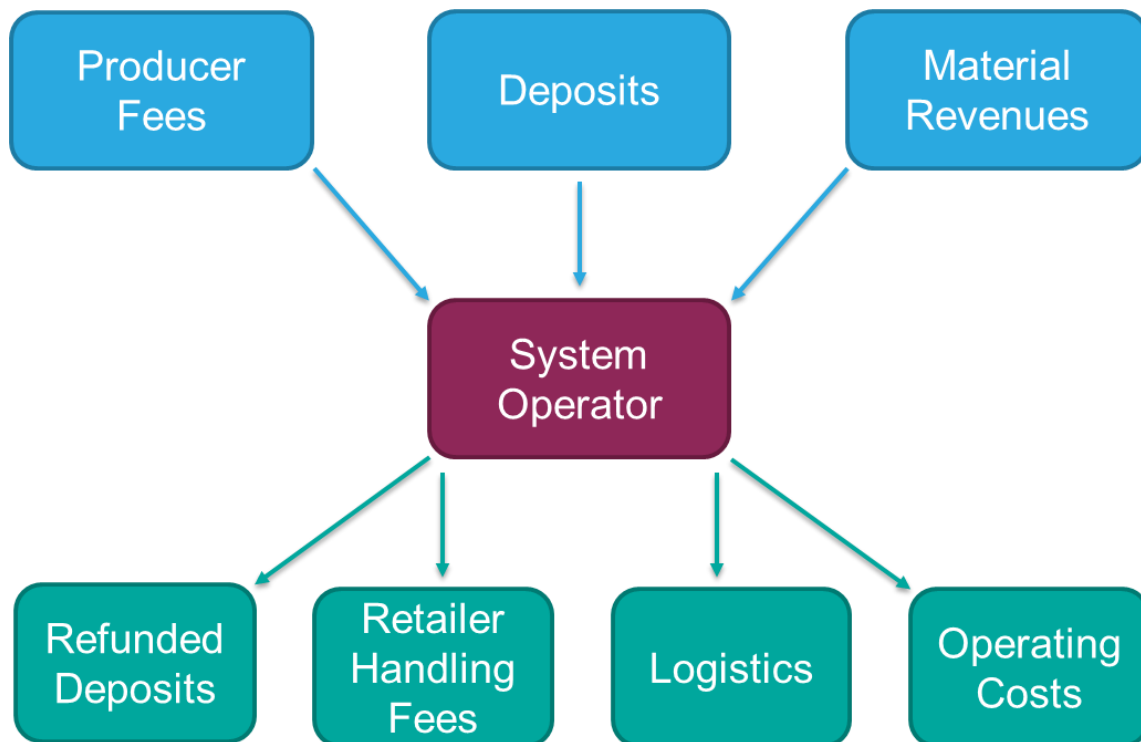 Producer
Fees
Deposits
Material
Revenues
System
Operator
Refunded
Deposits
Retailer
Handling
Fees
Logistics
Operating
Costs